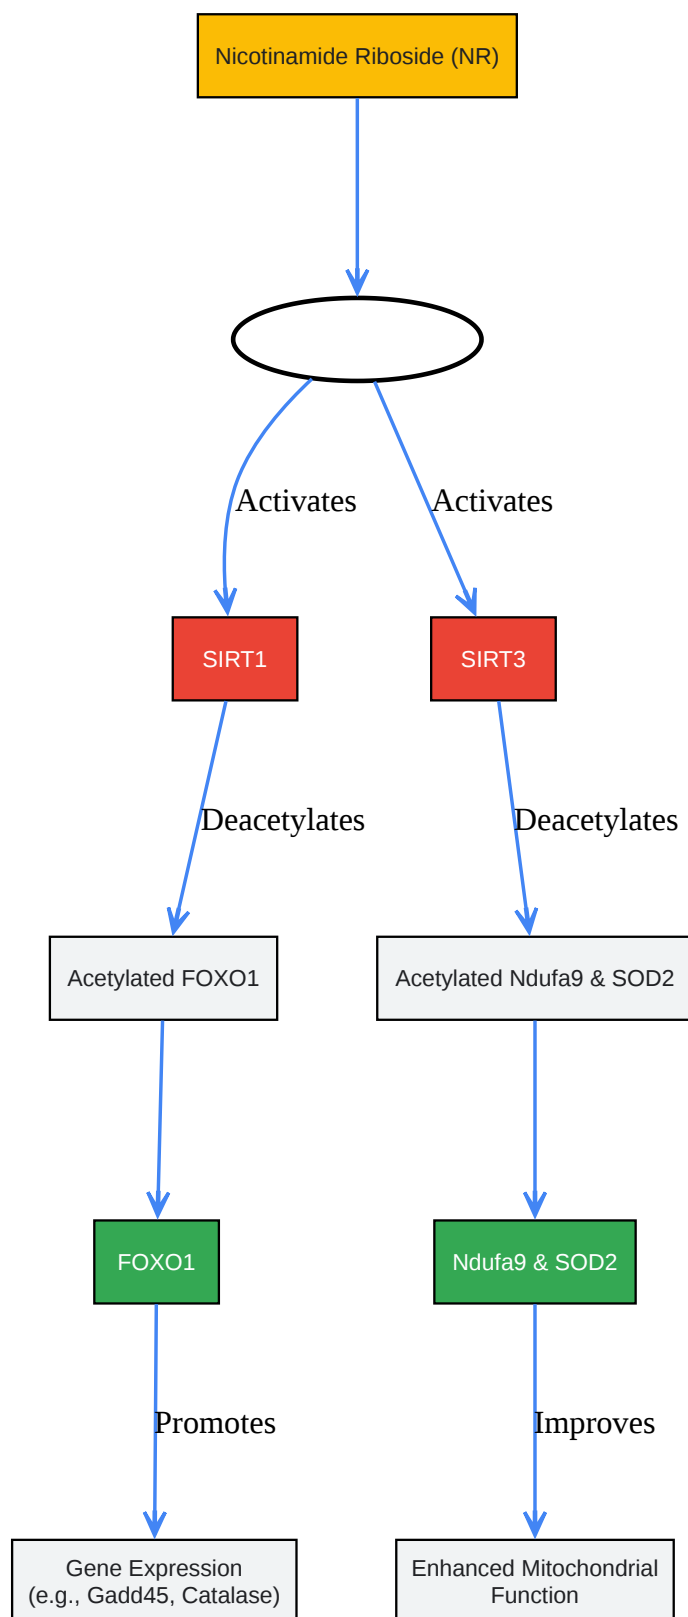 Nicotinamide Riboside (NR)
Activates
Activates
SIRT1
SIRT3
Deacetylates
Deacetylates
Acetylated FOXO1
Acetylated Ndufa9 & SOD2
FOXO1
Ndufa9 & SOD2
Promotes
Improves
Gene Expression
(e.g., Gadd45, Catalase)
Enhanced Mitochondrial
Function